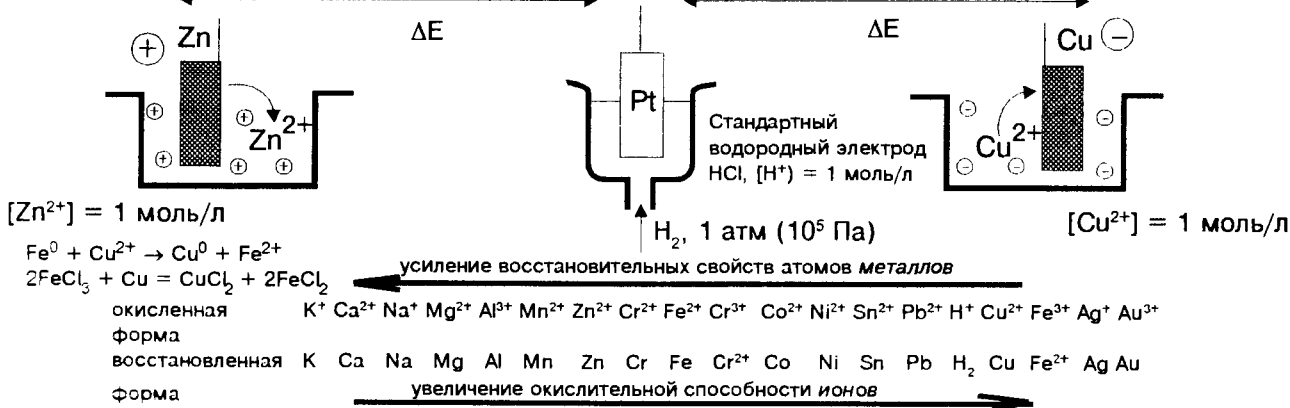 Zn
ΔE
ΔE
Cu
Pt
Zn²⁺
Стандартный
водородный электрод
HCl, [H⁺) = 1 моль/л
Cu²⁺
[Zn²⁺] = 1 моль/л
H₂, 1 атм (10⁵ Па)
[Cu²⁺] = 1 моль/л
Fe⁰ + Cu²⁺ → Cu⁰ + Fe²⁺
2FeCl₃ + Cu = CuCl₂ + 2FeCl₂
усиление восстановительных свойств атомов металлов
окисленная K⁺ Ca²⁺ Na⁺ Mg²⁺ Al³⁺ Mn²⁺ Zn²⁺ Cr²⁺ Fe²⁺ Cr³⁺ Co²⁺ Ni²⁺ Sn²⁺ Pb²⁺ H⁺ Cu²⁺ Fe³⁺ Ag⁺ Au³⁺
форма
восстановленная K Ca Na Mg Al Mn Zn Cr Fe Cr²⁺ Co Ni Sn Pb H₂ Cu Fe²⁺ Ag Au
форма
увеличение окислительной способности ионов